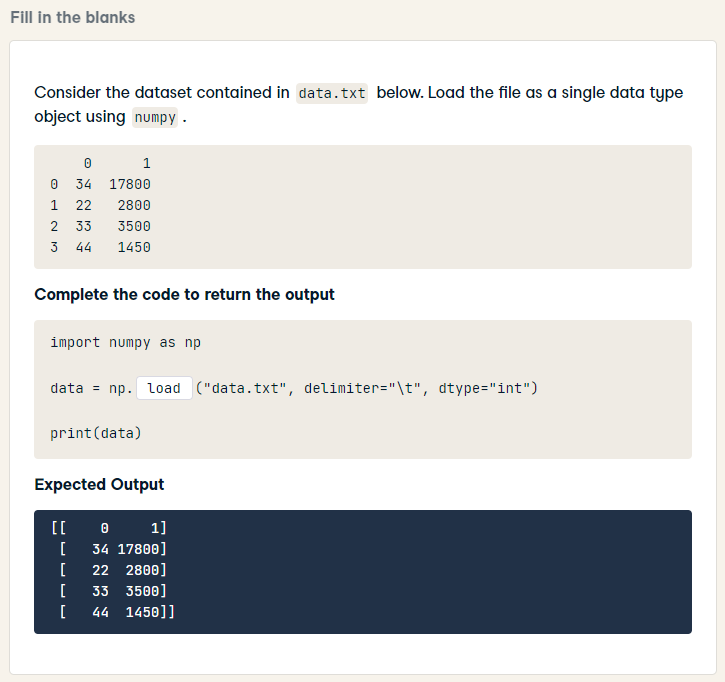 Fill in the blanks
Consider the dataset contained in data.txt below. Load the file as a single data type
object using numpy .
    0      1
0  34  17800
1  22   2800
2  33   3500
3  44   1450
Complete the code to return the output
import numpy as np
data = np. load ("data.txt", delimiter="\t", dtype="int")
print(data)
Expected Output
[[    0     1]
 [   34 17800]
 [   22  2800]
 [   33  3500]
 [   44  1450]]